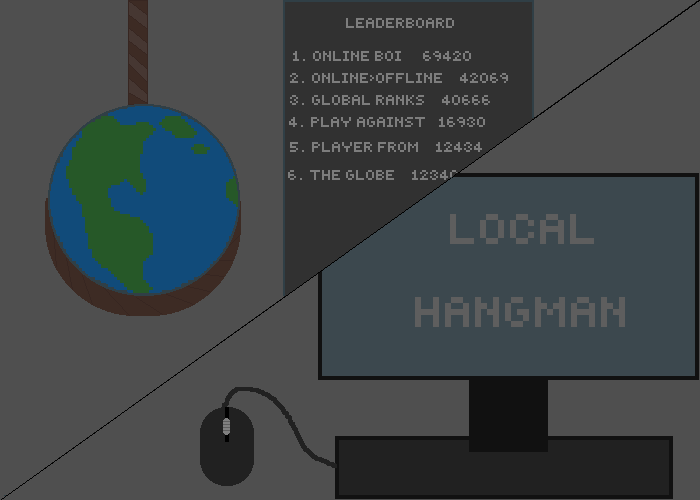 LEADERBOARD
1. ONLINE BOI 69420
2. ONLINE>OFFLINE 42069
3. GLOBAL RANKS 40666
4. PLAY AGAINST 16930
5. PLAYER FROM 12434
6. THE GLOBE 12340
LOCAL
HANGMAN